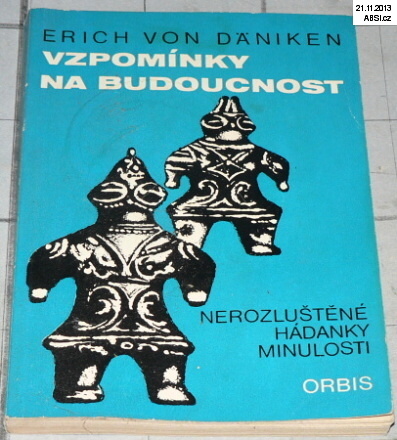 21.11.2013
ABSI.cz
ERICH VON DÄNIKEN
VZPOMÍNKY
NA BUDOUCNOST
NEROZLUŠTĚNÉ
HÁDANKY
MINULOSTI
ORBIS